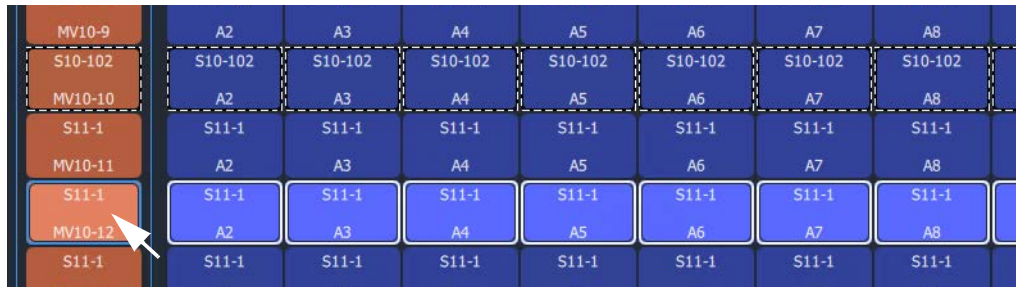 MV10-9 A2 A3 A4 A5 A6 A7 A8
S10-102 S10-102 S10-102 S10-102 S10-102 S10-102 S10-102 S10-102
MV10-10 A2 A3 A4 A5 A6 A7 A8
S11-1 S11-1 S11-1 S11-1 S11-1 S11-1 S11-1 S11-1
MV10-11 A2 A3 A4 A5 A6 A7 A8
S11-1 S11-1 S11-1 S11-1 S11-1 S11-1 S11-1 S11-1
MV10-12 A2 A3 A4 A5 A6 A7 A8
S11-1 S11-1 S11-1 S11-1 S11-1 S11-1 S11-1 S11-1